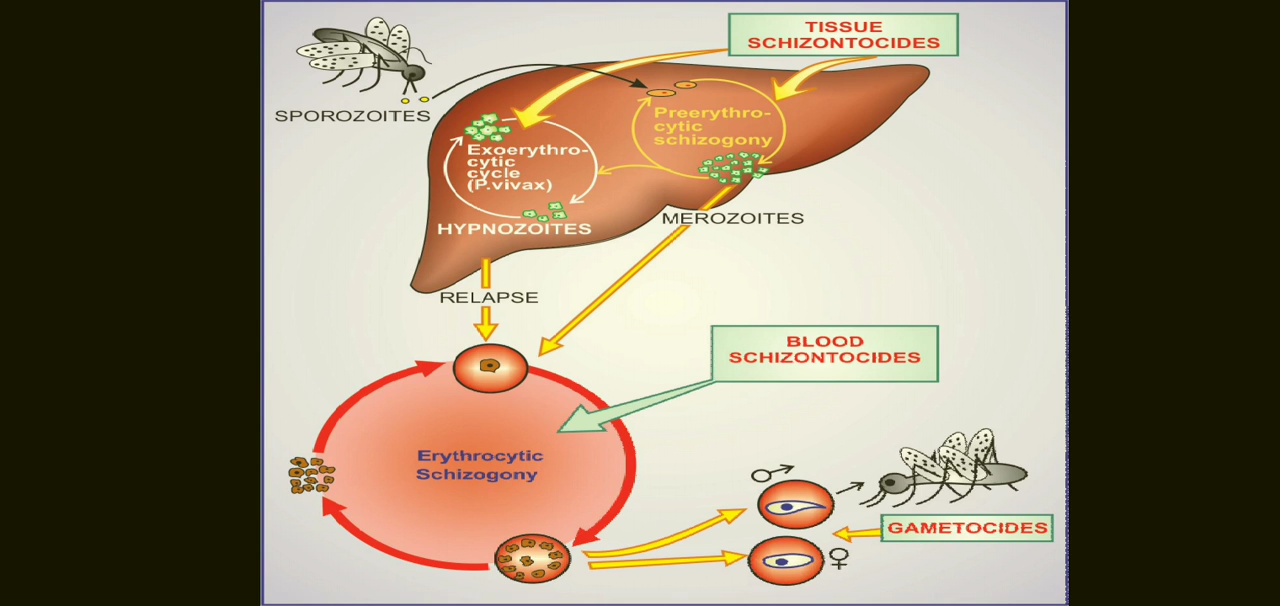 TISSUE
SCHIZONTOCIDES
SPOROZOITES
Preerythro-
cytic
schizogony
Exoerythro-
cytic
cycle
(P.vivax)
HYPNOZOITES
MEROZOITES
RELAPSE
BLOOD
SCHIZONTOCIDES
Erythrocytic
Schizogony
♂
GAMETOCIDES
♀